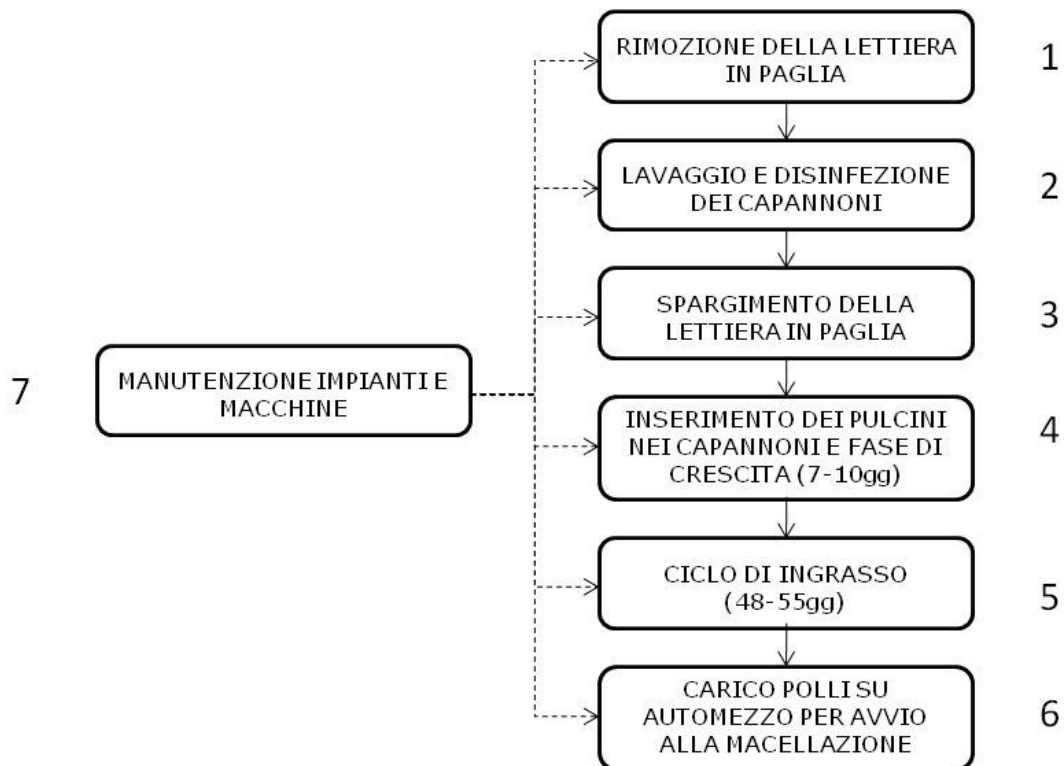 RIMOZIONE DELLA LETTIERA
IN PAGLIA
1
LAVAGGIO E DISINFEZIONE
DEI CAPANNONI
2
SPARGIMENTO DELLA
LETTIERA IN PAGLIA
3
7
MANUTENZIONE IMPIANTI E
MACCHINE
INSERIMENTO DEI PULCINI
NEI CAPANNONI E FASE DI
CRESCITA (7-10gg)
4
CICLO DI INGRASSO
(48-55gg)
5
CARICO POLLI SU
AUTOMEZZO PER AVVIO
ALLA MACELLAZIONE
6